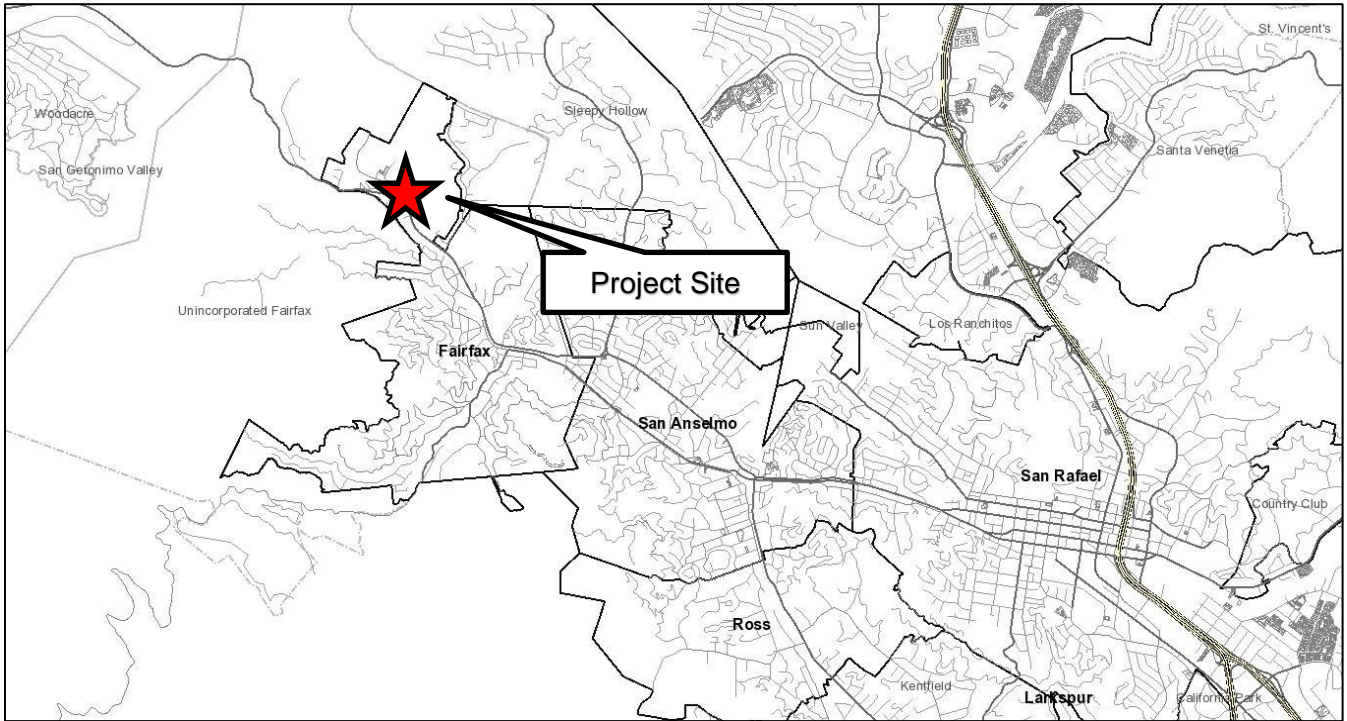 St. Vincent's
Woodacre
Sleepy Hollow
Santa Venetia
San Geronimo Valley
Project Site
Unincorporated Fairfax
Sun Valley
Los Ranchitos
Fairfax
San Anselmo
San Rafael
Country Club
Ross
Kentfield
Larkspur
California Park